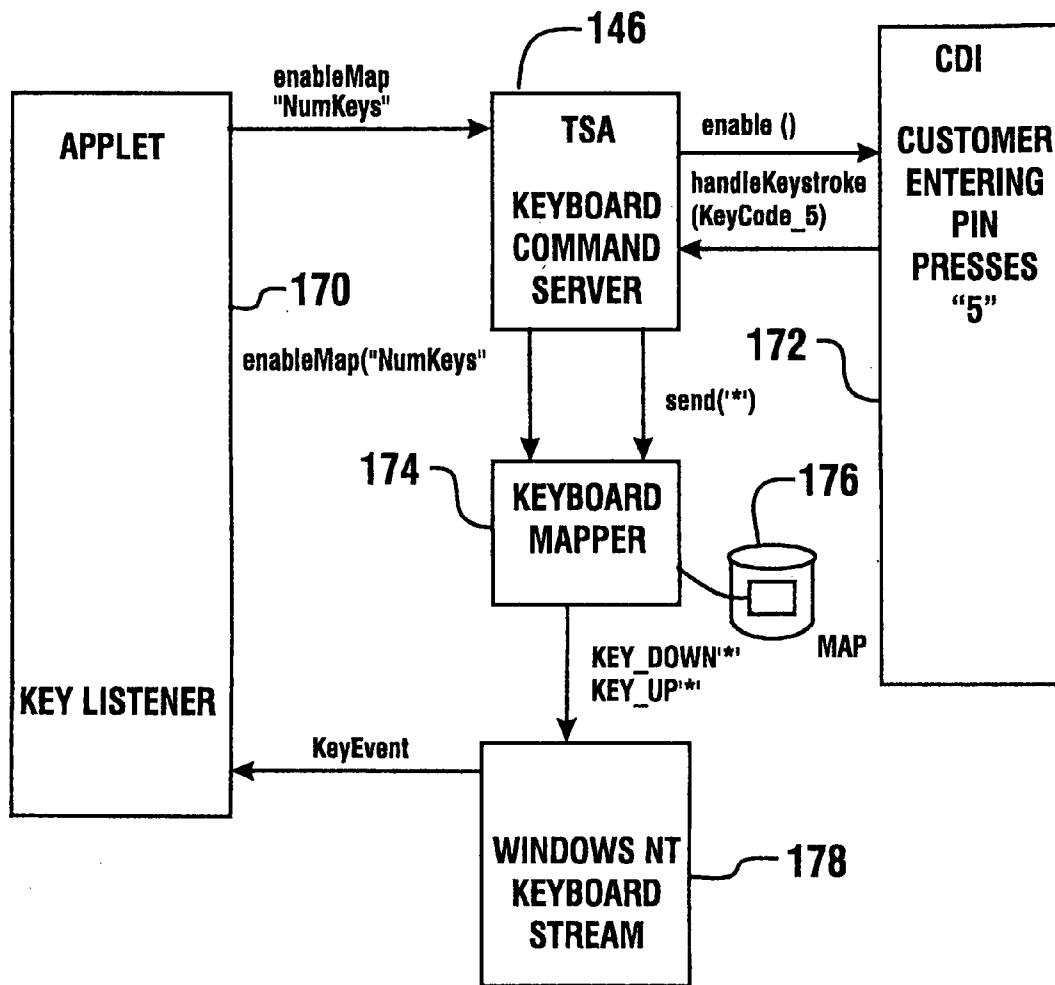 146
enableMap
"NumKeys"
APPLET
TSA
KEYBOARD
COMMAND
SERVER
enable ()
handleKeystroke
(KeyCode_5)
CDI
CUSTOMER
ENTERING
PIN
PRESSES
"5"
170
172
enableMap("NumKeys"
send('*')
174
KEYBOARD
MAPPER
176
MAP
KEY_DOWN'*'
KEY_UP'*'
KEY LISTENER
KeyEvent
WINDOWS NT
KEYBOARD
STREAM
178